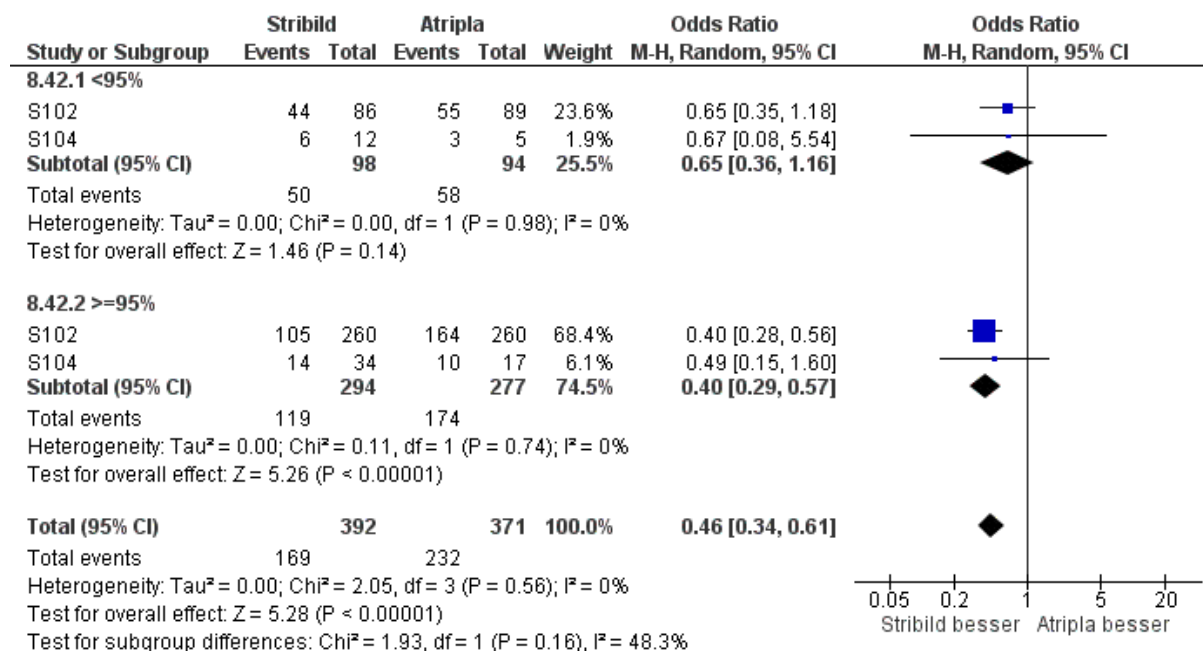 Stribild Atripla Odds Ratio Odds Ratio
Study or Subgroup Events Total Events Total Weight M-H, Random, 95% CI M-H, Random, 95% CI
8.42.1 <95%
S102 44 86 55 89 23.6% 0.65 [0.35, 1.18]
S104 6 12 3 5 1.9% 0.67 [0.08, 5.54]
Subtotal (95% CI) 98 94 25.5% 0.65 [0.36, 1.16]
Total events 50 58
Heterogeneity: Tau² = 0.00; Chi² = 0.00, df = 1 (P = 0.98); I² = 0%
Test for overall effect: Z = 1.46 (P = 0.14)
8.42.2 >=95%
S102 105 260 164 260 68.4% 0.40 [0.28, 0.56]
S104 14 34 10 17 6.1% 0.49 [0.15, 1.60]
Subtotal (95% CI) 294 277 74.5% 0.40 [0.29, 0.57]
Total events 119 174
Heterogeneity: Tau² = 0.00; Chi² = 0.11, df = 1 (P = 0.74); I² = 0%
Test for overall effect: Z = 5.26 (P < 0.00001)
Total (95% CI) 392 371 100.0% 0.46 [0.34, 0.61]
Total events 169 232
Heterogeneity: Tau² = 0.00; Chi² = 2.05, df = 3 (P = 0.56); I² = 0%
Test for overall effect: Z = 5.28 (P < 0.00001)
Test for subgroup differences: Chi² = 1.93, df = 1 (P = 0.16), I² = 48.3%
0.05 0.2 1 5 20
Stribild besser Atripla besser